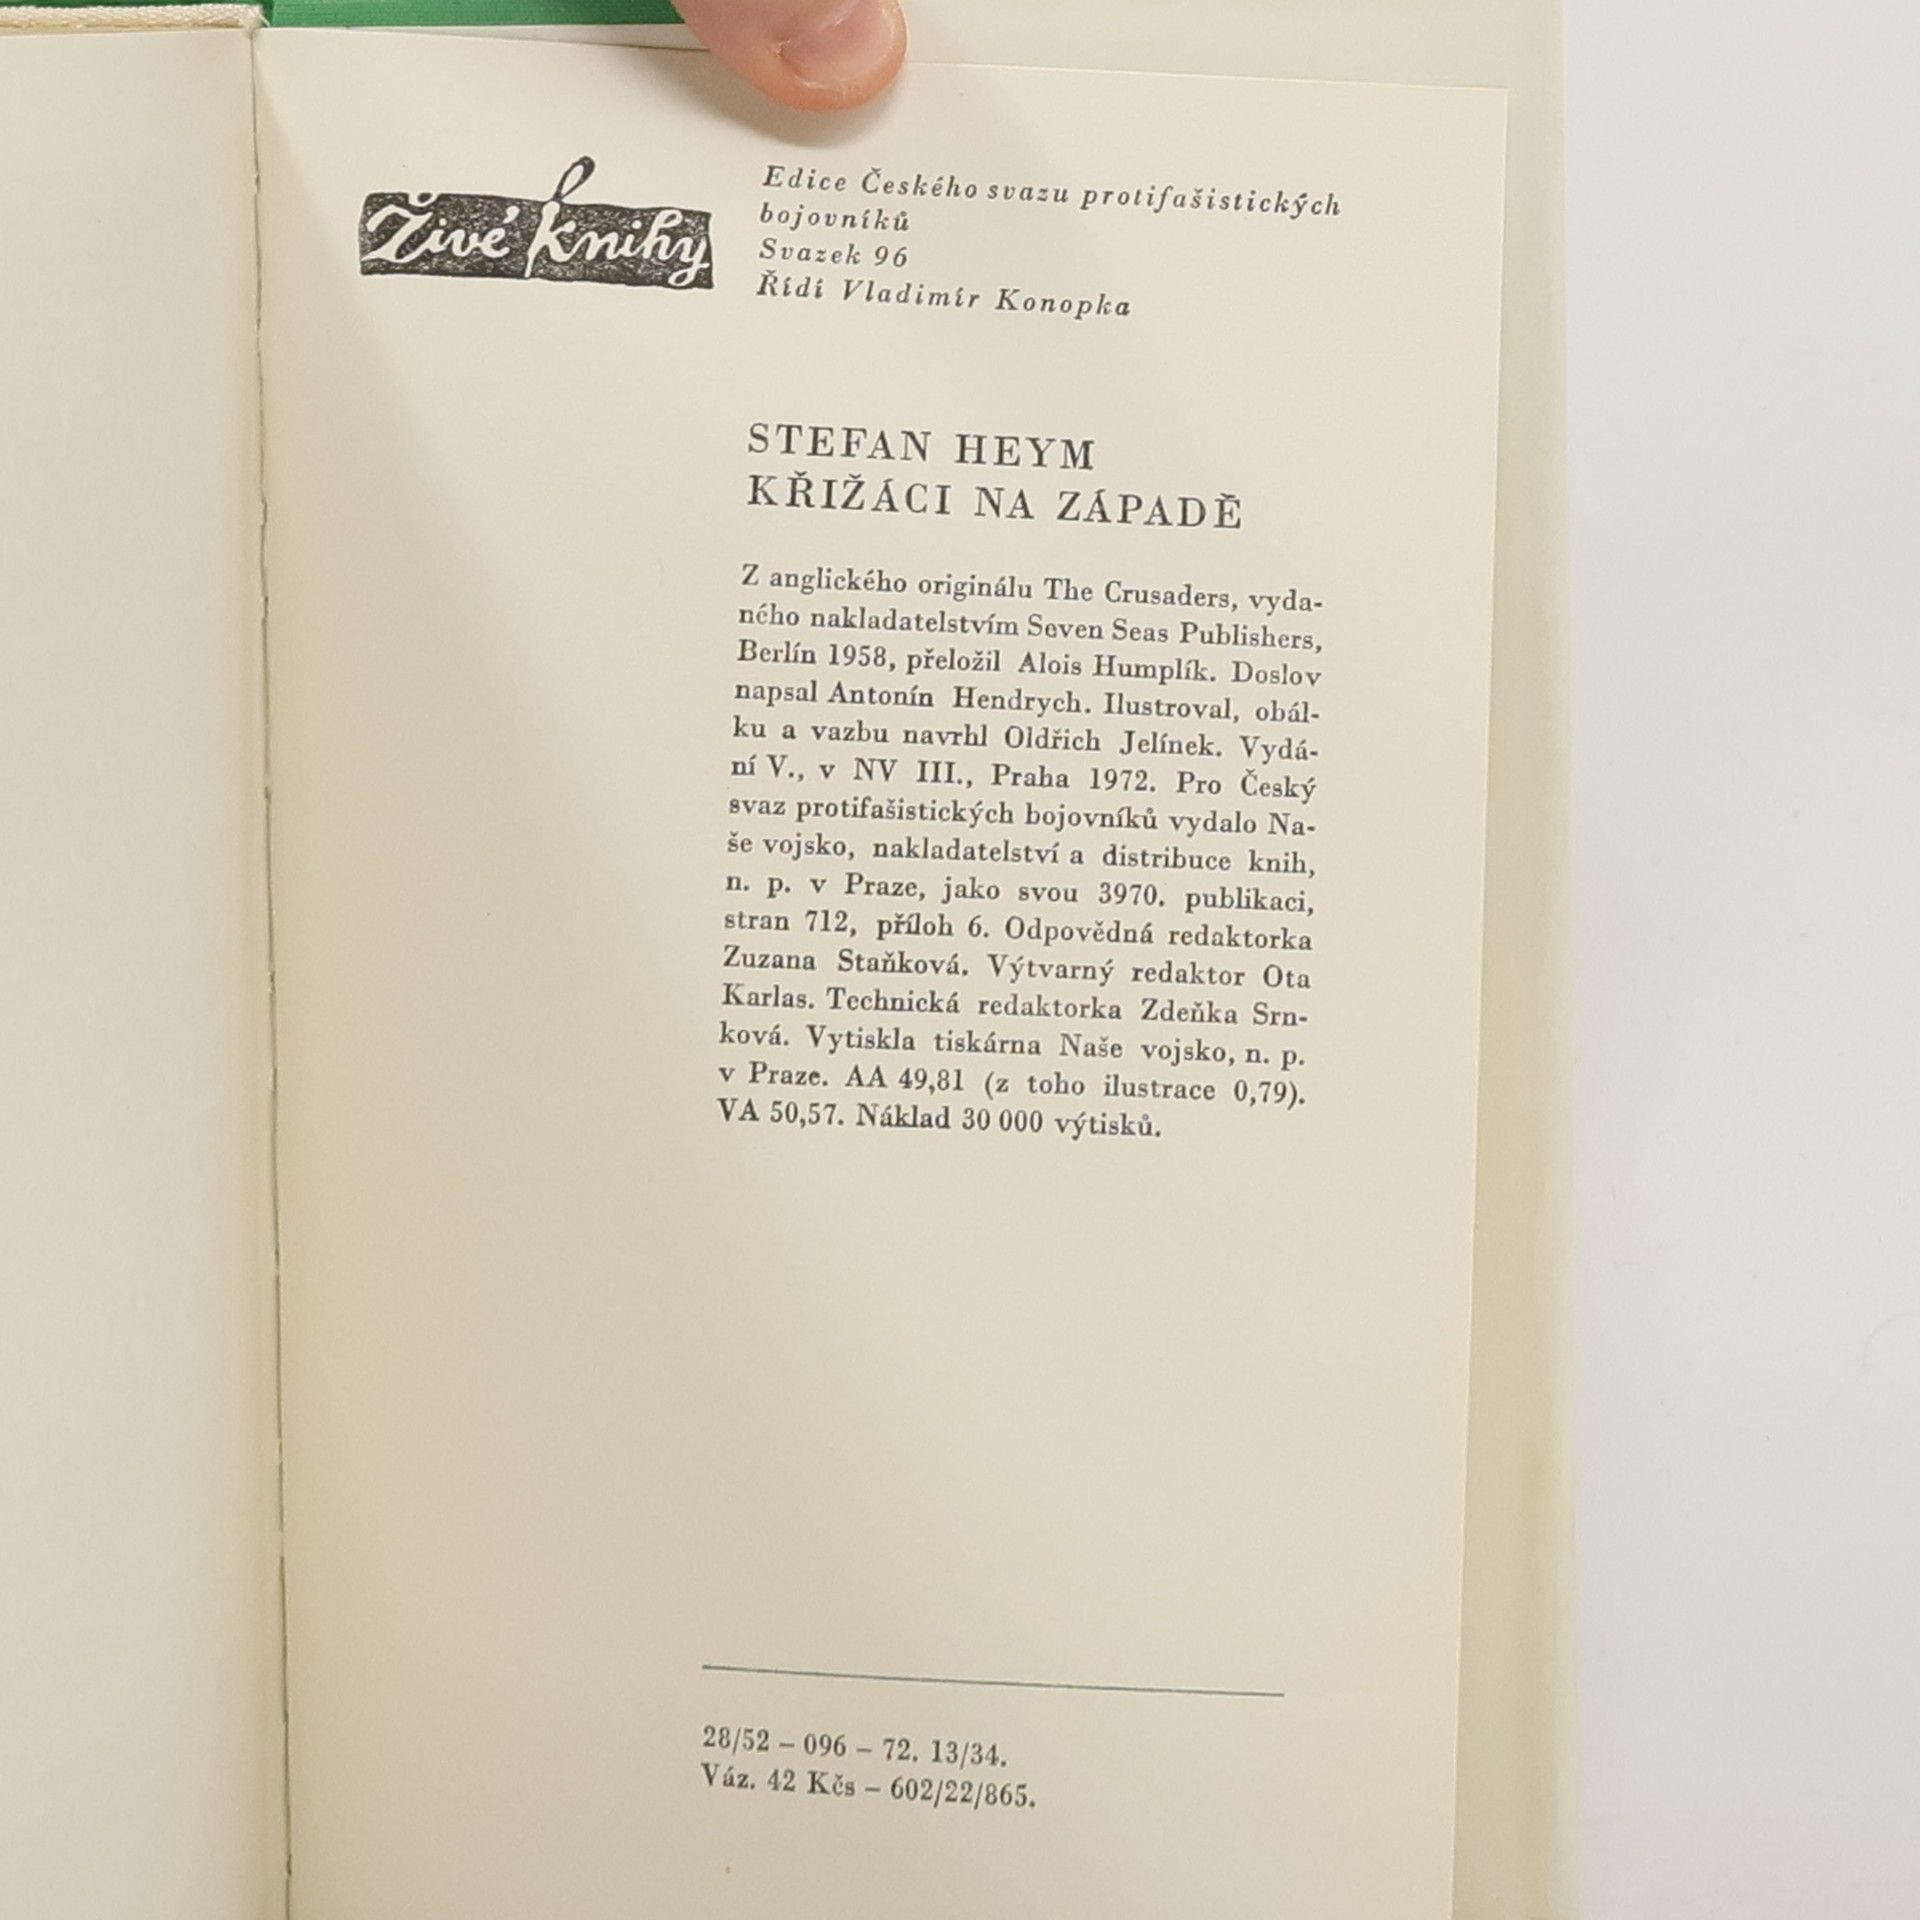 Živé knihy
Edice Českého svazu protifašistických
bojovníků
Svazek 96
Řídí Vladimír Konopka
STEFAN HEYM
KŘIŽÁCI NA ZÁPADĚ
Z anglického originálu The Crusaders, vyda-
ného nakladatelstvím Seven Seas Publishers,
Berlín 1958, přeložil Alois Humplík. Doslov
napsal Antonín Hendrych. Ilustroval, obál-
ku a vazbu navrhl Oldřich Jelínek. Vydá-
ní V., v NV III., Praha 1972. Pro Český
svaz protifašistických bojovníků vydalo Na-
še vojsko, nakladatelství a distribuce knih,
n. p. v Praze, jako svou 3970. publikaci,
stran 712, příloh 6. Odpovědná redaktorka
Zuzana Staňková. Výtvarný redaktor Ota
Karlas. Technická redaktorka Zdeňka Srn-
ková. Vytiskla tiskárna Naše vojsko, n. p.
v Praze. AA 49,81 (z toho ilustrace 0,79).
VA 50,57. Náklad 30 000 výtisků.
28/52 – 096 – 72. 13/34.
Váz. 42 Kčs – 602/22/865.